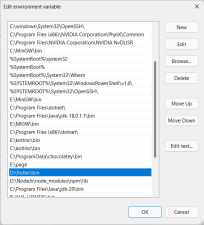 Edit environment variable
C:\windows\System32\OpenSSH\
C:\Program Files (x86)\NVIDIA Corporation\PhysX\Common
C:\Program Files\NVIDIA Corporation\NVIDIA NvDLISR
C:\MinGW\bin
%SystemRoot%\system32
%SystemRoot%
%SystemRoot%\System32\Wbem
%SYSTEMROOT%\System32\WindowsPowerShell\v1.0\
%SYSTEMROOT%\System32\OpenSSH\
E:\MinGW\bin
C:\Program Files\dotnet\
C:\Program Files\Java\jdk-18.0.1.1\bin
E:\MIGW\bin
C:\Program Files (x86)\dotnet\
E:\kotlinc\bin
C:\kotlinc\bin
C:\ProgramData\chocolatey\bin
E:\page
D:\flutter\bin
D:\NodeJs\node_modules\npm\lib
C:\Program Files\Java\jdk-20\bin
New
Edit
Browse...
Delete
Move Up
Move Down
Edit text...
OK
Cancel